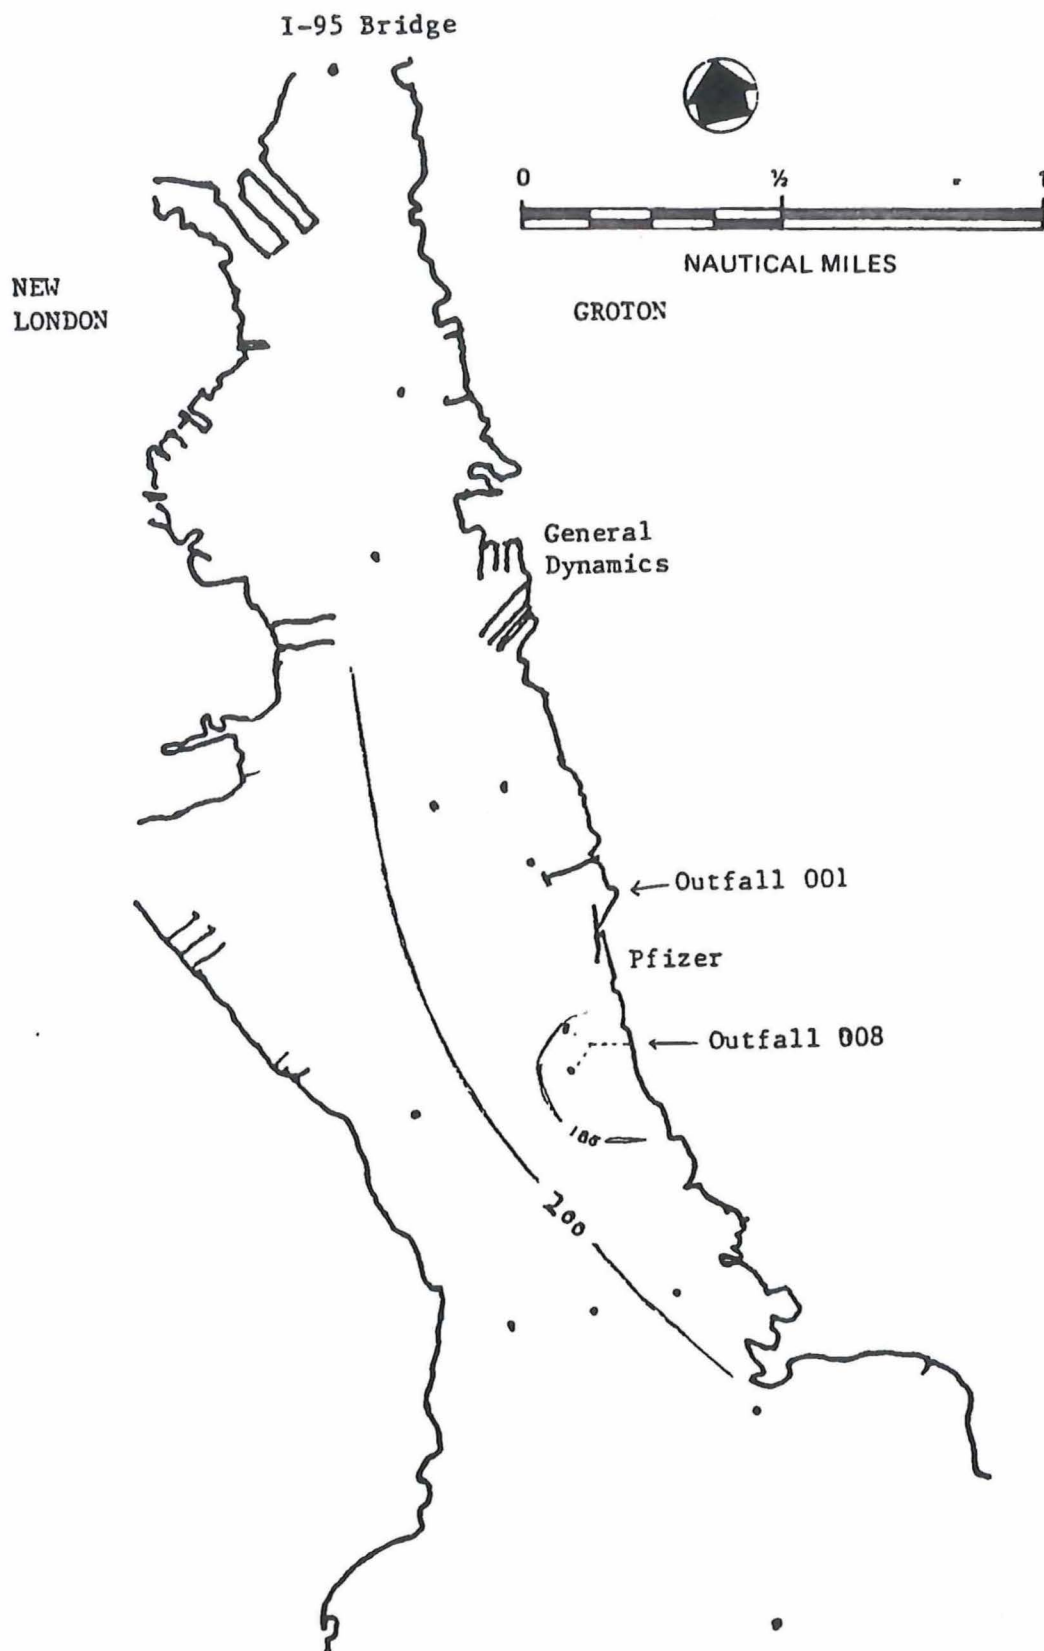 I-95 Bridge
0 ½ 1
NAUTICAL MILES
NEW
LONDON
GROTON
General
Dynamics
Outfall 001
Pfizer
Outfall 008
100
200